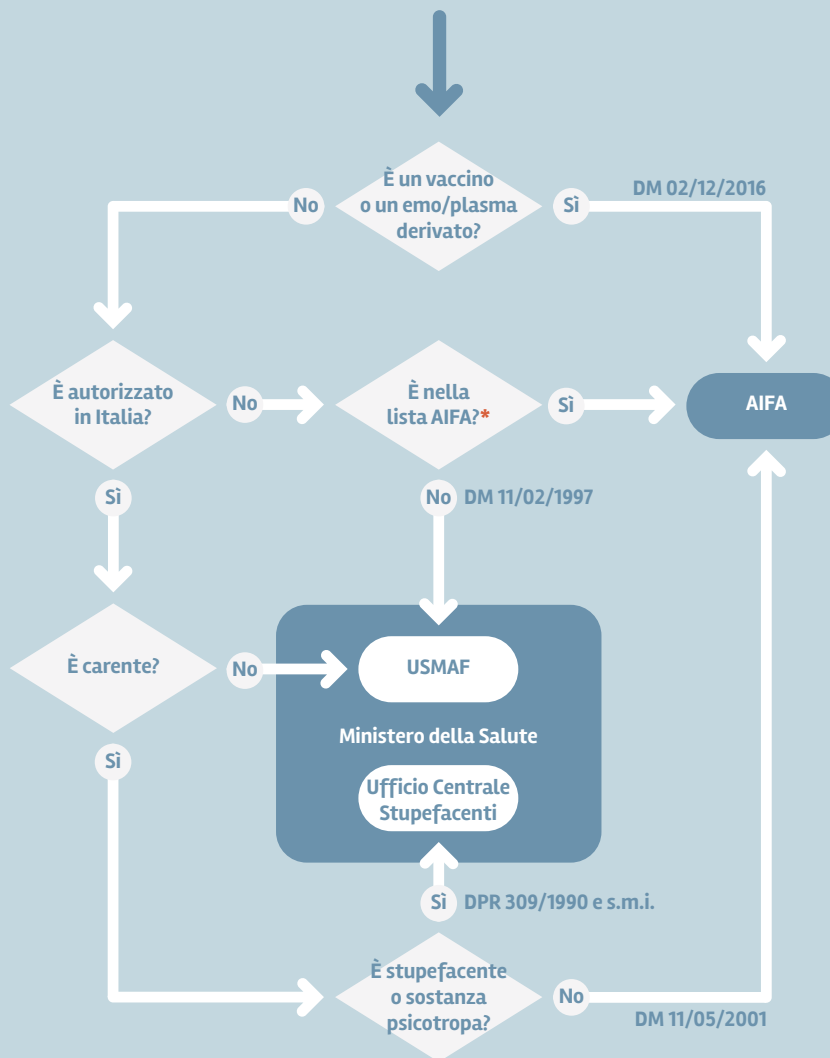 È un vaccino
o un emo/plasma
derivato?
No
Sì
DM 02/12/2016
È autorizzato
in Italia?
No
È nella
lista AIFA?*
Sì
AIFA
Sì
No
DM 11/02/1997
È carente?
No
USMAF
Ministero della Salute
Sì
Ufficio Centrale
Stupefacenti
Sì
DPR 309/1990 e s.m.i.
È stupefacente
o sostanza
psicotropa?
No
DM 11/05/2001